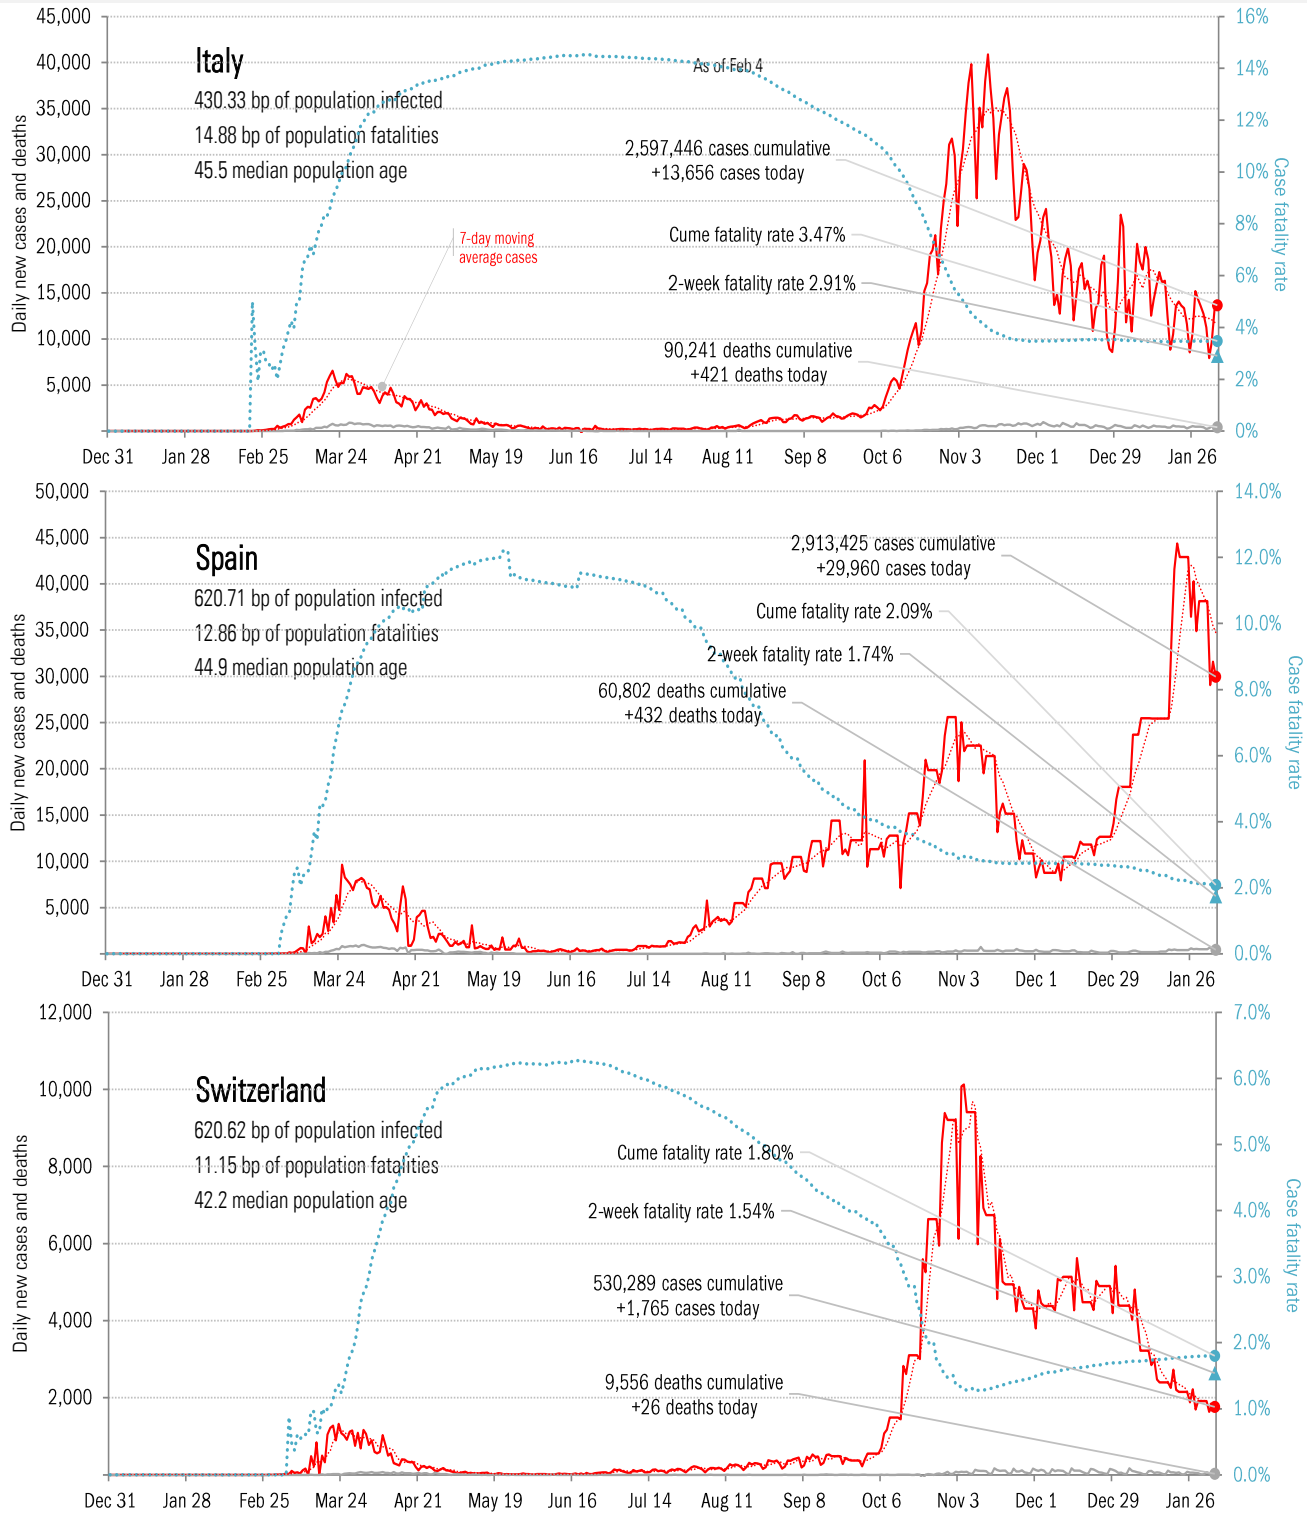 45,000
40,000
35,000
30,000
25,000
20,000
15,000
10,000
5,000
Daily new cases and deaths
Italy
430.33 bp of population infected
14.88 bp of population fatalities
45.5 median population age
As of Feb 4
2,597,446 cases cumulative
+13,656 cases today
7-day moving
average cases
Cume fatality rate 3.47%
2-week fatality rate 2.91%
90,241 deaths cumulative
+421 deaths today
16%
14%
12%
10%
8%
6%
4%
2%
0%
Case fatality rate
Dec 31 Jan 28 Feb 25 Mar 24 Apr 21 May 19 Jun 16 Jul 14 Aug 11 Sep 8 Oct 6 Nov 3 Dec 1 Dec 29 Jan 26
50,000
45,000
40,000
35,000
30,000
25,000
20,000
15,000
10,000
5,000
Daily new cases and deaths
Spain
620.71 bp of population infected
12.86 bp of population fatalities
44.9 median population age
2,913,425 cases cumulative
+29,960 cases today
Cume fatality rate 2.09%
2-week fatality rate 1.74%
60,802 deaths cumulative
+432 deaths today
14.0%
12.0%
10.0%
8.0%
6.0%
4.0%
2.0%
0.0%
Case fatality rate
Dec 31 Jan 28 Feb 25 Mar 24 Apr 21 May 19 Jun 16 Jul 14 Aug 11 Sep 8 Oct 6 Nov 3 Dec 1 Dec 29 Jan 26
12,000
10,000
8,000
6,000
4,000
2,000
Daily new cases and deaths
Switzerland
620.62 bp of population infected
11.15 bp of population fatalities
42.2 median population age
Cume fatality rate 1.80%
2-week fatality rate 1.54%
530,289 cases cumulative
+1,765 cases today
9,556 deaths cumulative
+26 deaths today
7.0%
6.0%
5.0%
4.0%
3.0%
2.0%
1.0%
0.0%
Case fatality rate
Dec 31 Jan 28 Feb 25 Mar 24 Apr 21 May 19 Jun 16 Jul 14 Aug 11 Sep 8 Oct 6 Nov 3 Dec 1 Dec 29 Jan 26